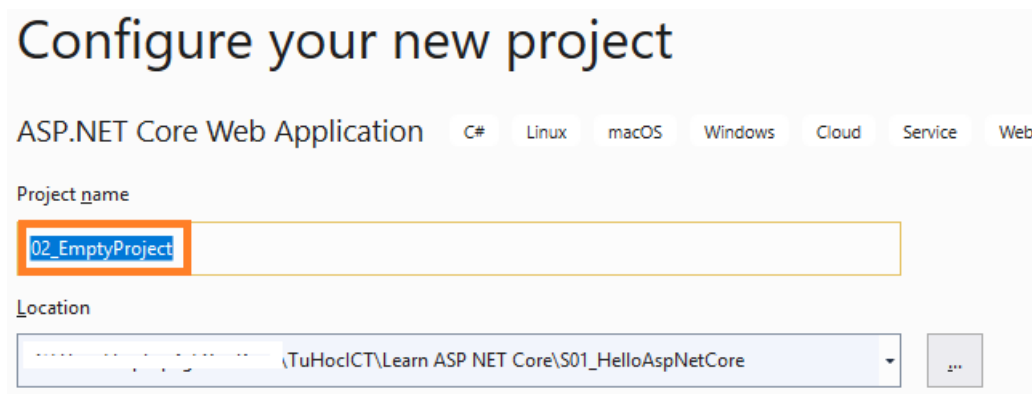 Configure your new project
ASP.NET Core Web Application C# Linux macOS Windows Cloud Service Web
Project name
02_EmptyProject
Location
\TuHocICT\Learn ASP NET Core\S01_HelloAspNetCore
...